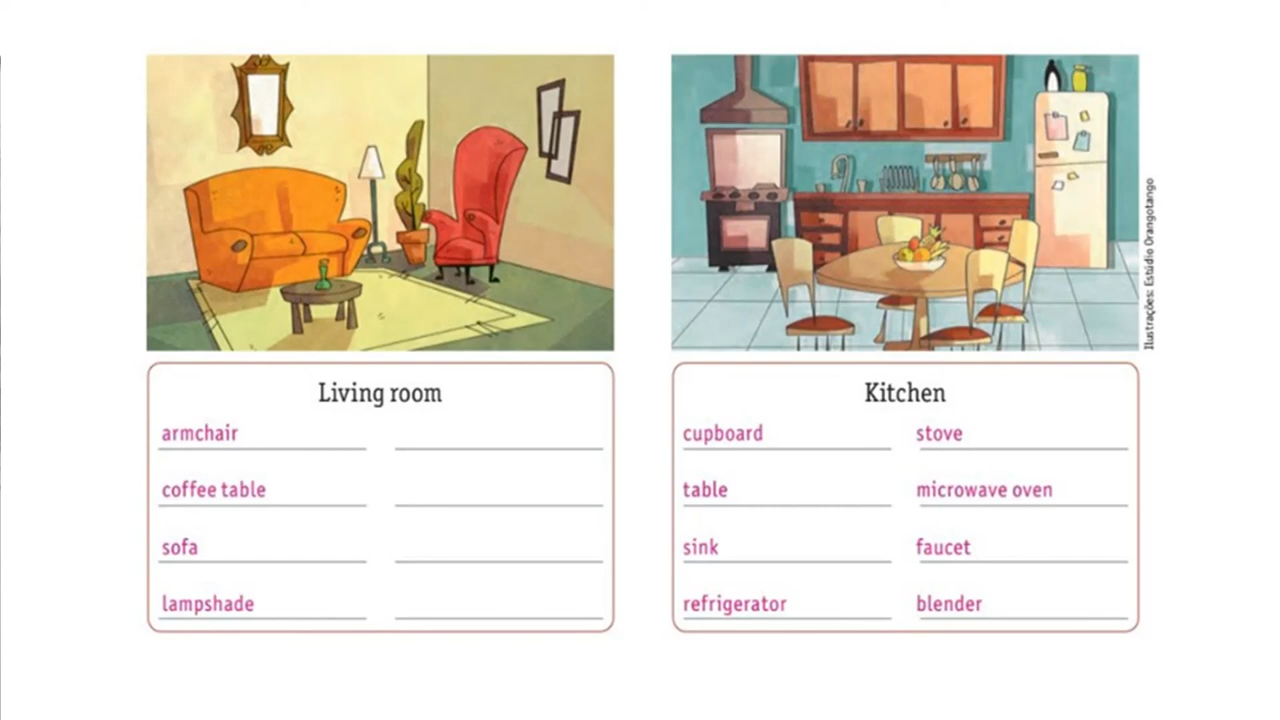 Ilustrações: Estúdio Orangotango
Living room
armchair
coffee table
sofa
lampshade
Kitchen
cupboard
stove
table
microwave oven
sink
faucet
refrigerator
blender